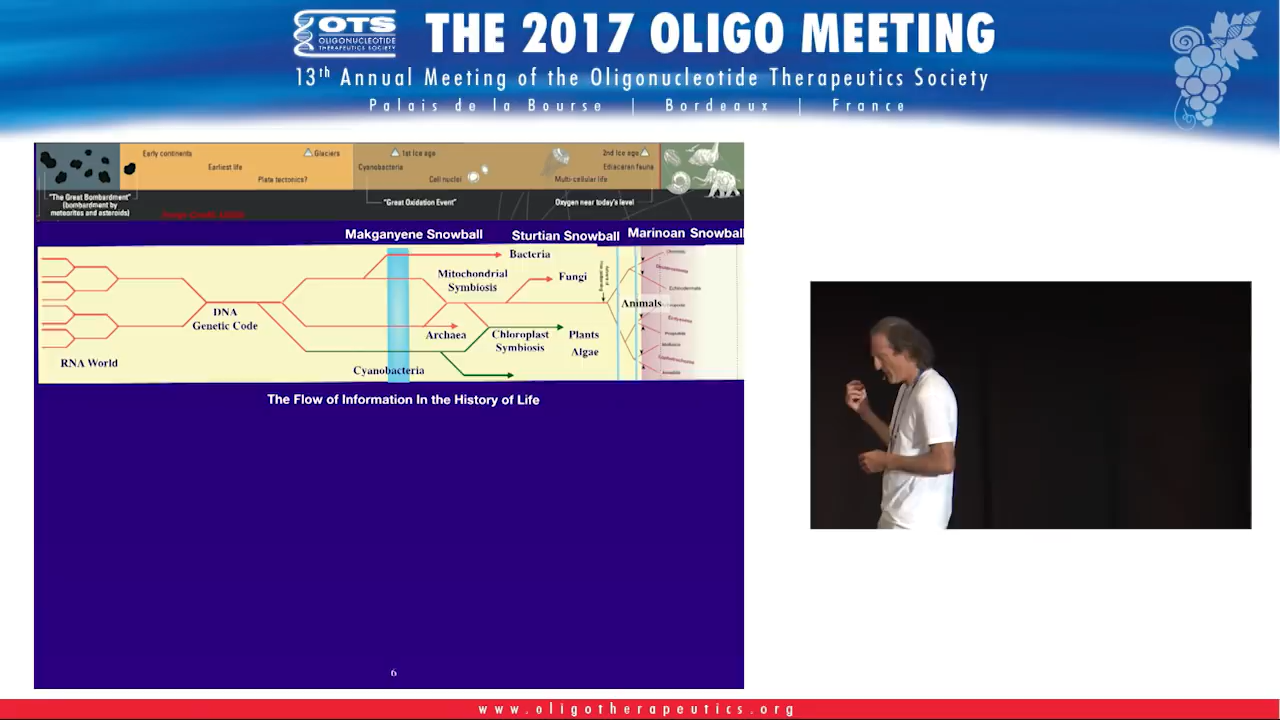 OTS
OLIGONUCLEOTIDE
THERAPEUTICS SOCIETY
THE 2017 OLIGO MEETING
13th Annual Meeting of the Oligonucleotide Therapeutics Society
Palais de la Bourse | Bordeaux | France
Early continents
Glaciers
1st Ice age
2nd Ice age
Earliest life
Cyanobacteria
Ediacaran fauna
Plata tectonics?
Cell nuclei
Multi-cellular life
"The Great Bombardment"
(bombardment by
meteorites and asteroids)
"Great Oxidation Event"
Oxygen near today's level
Makganyene Snowball
Sturtian Snowball
Marinoan Snowball
Bacteria
Mitochondrial
Symbiosis
Fungi
DNA
Genetic Code
Animals
Archaea
Chloroplast
Symbiosis
Plants
Algae
RNA World
Cyanobacteria
The Flow of Information In the History of Life
6
www.oligotherapeutics.org